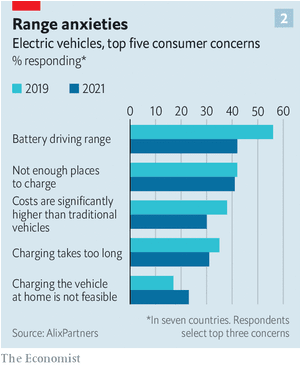 Range anxieties
2
Electric vehicles, top five consumer concerns
% responding*
2019 2021
0 10 20 30 40 50 60
Battery driving range
Not enough places
to charge
Costs are significantly
higher than traditional
vehicles
Charging takes too long
Charging the vehicle
at home is not feasible
*In seven countries. Respondents
Source: AlixPartners select top three concerns
The Economist